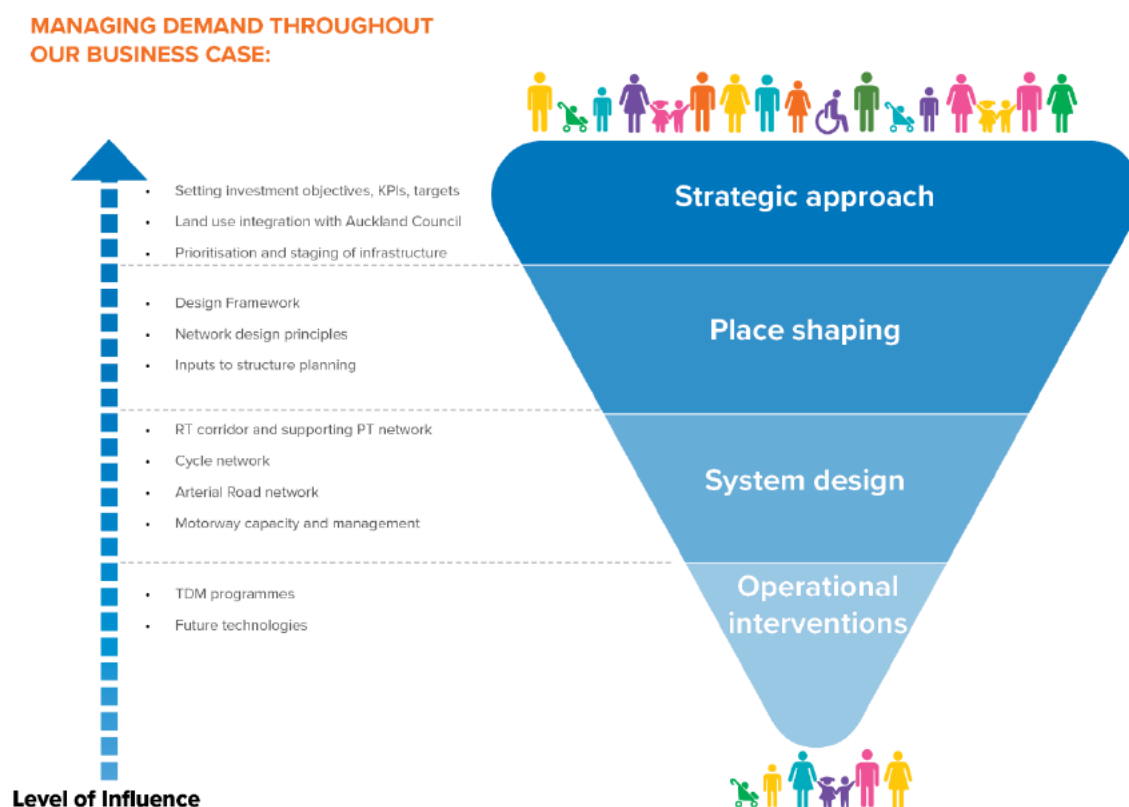 MANAGING DEMAND THROUGHOUT
OUR BUSINESS CASE:
• Setting investment objectives, KPIs, targets
• Land use integration with Auckland Council
• Prioritisation and staging of infrastructure
Strategic approach
• Design Framework
• Network design principles
• Inputs to structure planning
Place shaping
• RT corridor and supporting PT network
• Cycle network
• Arterial Road network
• Motorway capacity and management
System design
• TDM programmes
• Future technologies
Operational
interventions
Level of Influence